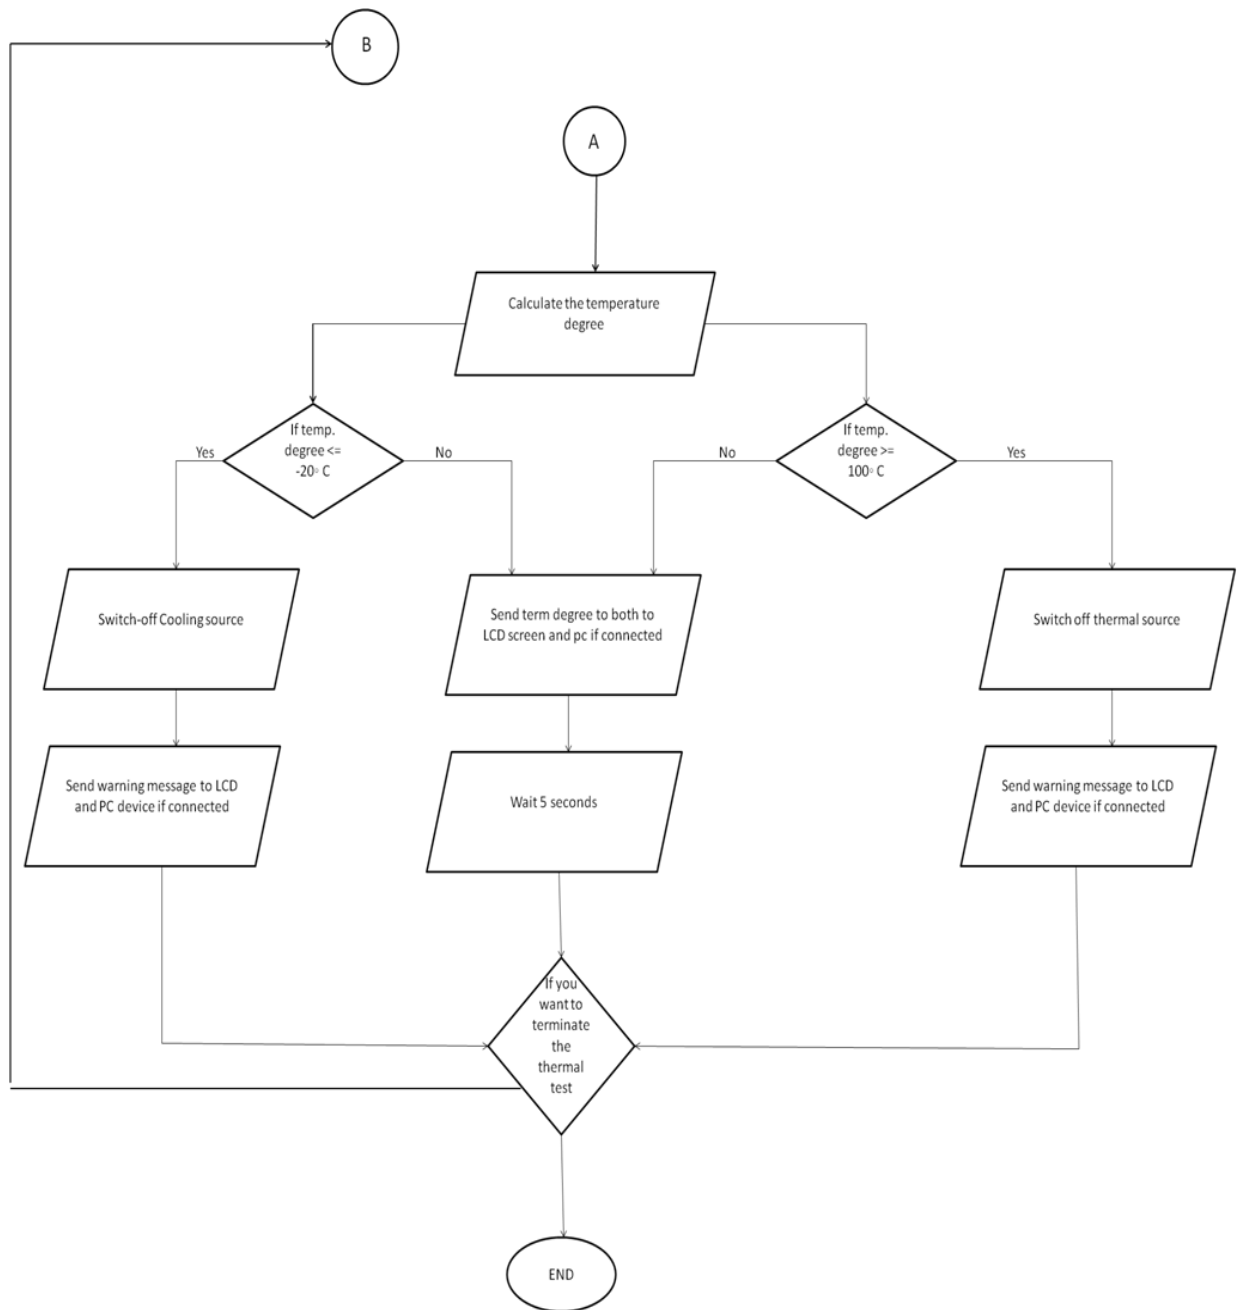 B
A
Calculate the temperature
degree
If temp.
degree <=
-20◦ C
Yes
No
If temp.
degree >=
100◦ C
No
Yes
Switch-off Cooling source
Send term degree to both to
LCD screen and pc if connected
Switch off thermal source
Send warning message to LCD
and PC device if connected
Wait 5 seconds
Send warning message to LCD
and PC device if connected
If you
want to
terminate
the
thermal
test
END